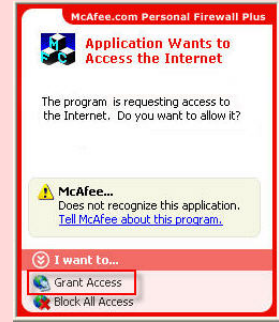 McAfee.com Personal Firewall Plus
Application Wants to
Access the Internet
The program is requesting access to
the Internet. Do you want to allow it?
McAfee...
Does not recognize this application.
Tell McAfee about this program.
I want to...
Grant Access
Block All Access